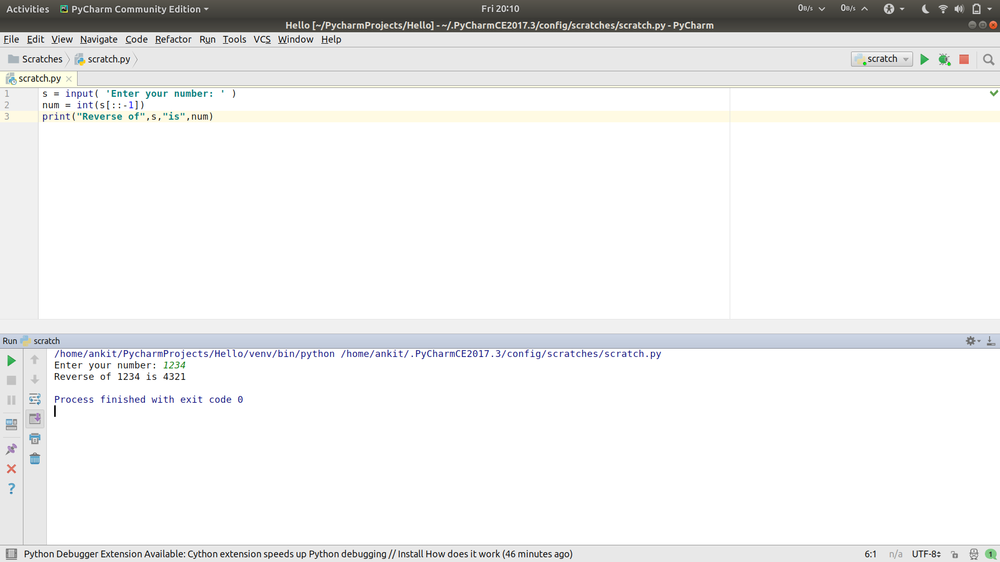 Activities PyCharm Community Edition Fri 20:10 0B/s 0B/s
Hello [~/PycharmProjects/Hello] - ~/.PyCharmCE2017.3/config/scratches/scratch.py - PyCharm
File Edit View Navigate Code Refactor Run Tools VCS Window Help
Scratches scratch.py scratch
scratch.py
1 s = input( 'Enter your number: ' )
2 num = int(s[::-1])
3 print("Reverse of",s,"is",num)
Run scratch
/home/ankit/PycharmProjects/Hello/venv/bin/python /home/ankit/.PyCharmCE2017.3/config/scratches/scratch.py
Enter your number: 1234
Reverse of 1234 is 4321
Process finished with exit code 0
Python Debugger Extension Available: Cython extension speeds up Python debugging // Install How does it work (46 minutes ago) 6:1 n/a UTF-8 1